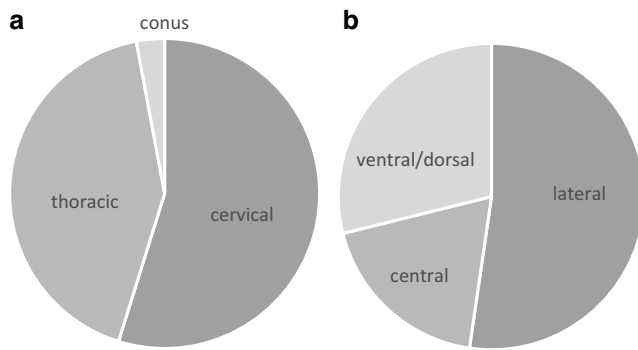 a
conus
thoracic
cervical
b
ventral/dorsal
lateral
central